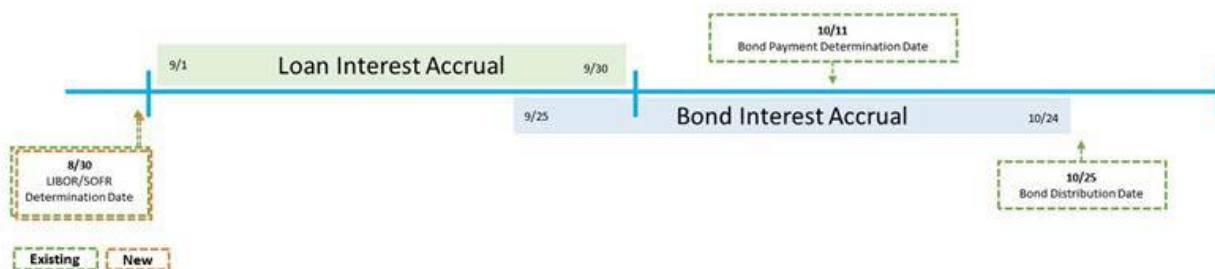 10/11
Bond Payment Determination Date
9/1 Loan Interest Accrual 9/30
9/25 Bond Interest Accrual 10/24
8/30
LIBOR/SOFR
Determination Date
10/25
Bond Distribution Date
Existing New